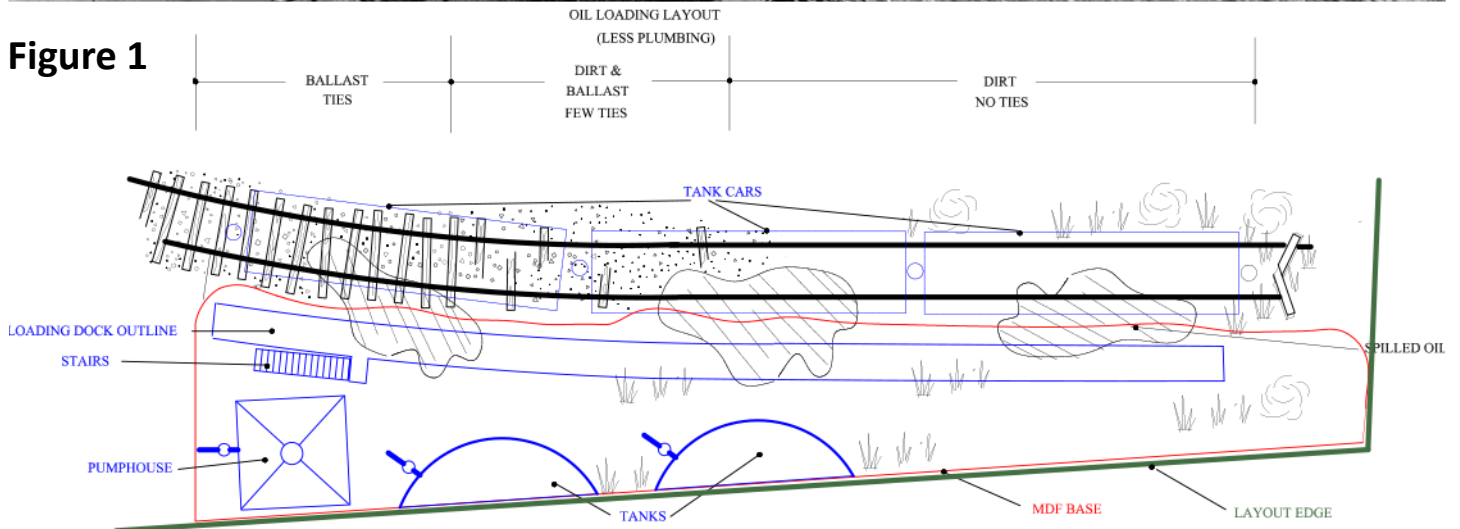 OIL LOADING LAYOUT
(LESS PLUMBING)
Figure 1
BALLAST
TIES
DIRT &
BALLAST
FEW TIES
DIRT
NO TIES
TANK CARS
LOADING DOCK OUTLINE
STAIRS
SPILLED OIL
PUMPHOUSE
TANKS
MDF BASE
LAYOUT EDGE